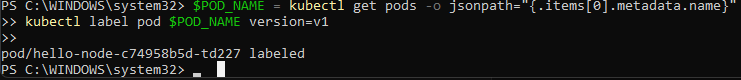 PS C:\WINDOWS\system32> $POD_NAME = kubectl get pods -o jsonpath="{.items[0].metadata.name}"
>> kubectl label pod $POD_NAME version=v1
>>
pod/hello-node-c74958b5d-td227 labeled
PS C:\WINDOWS\system32>